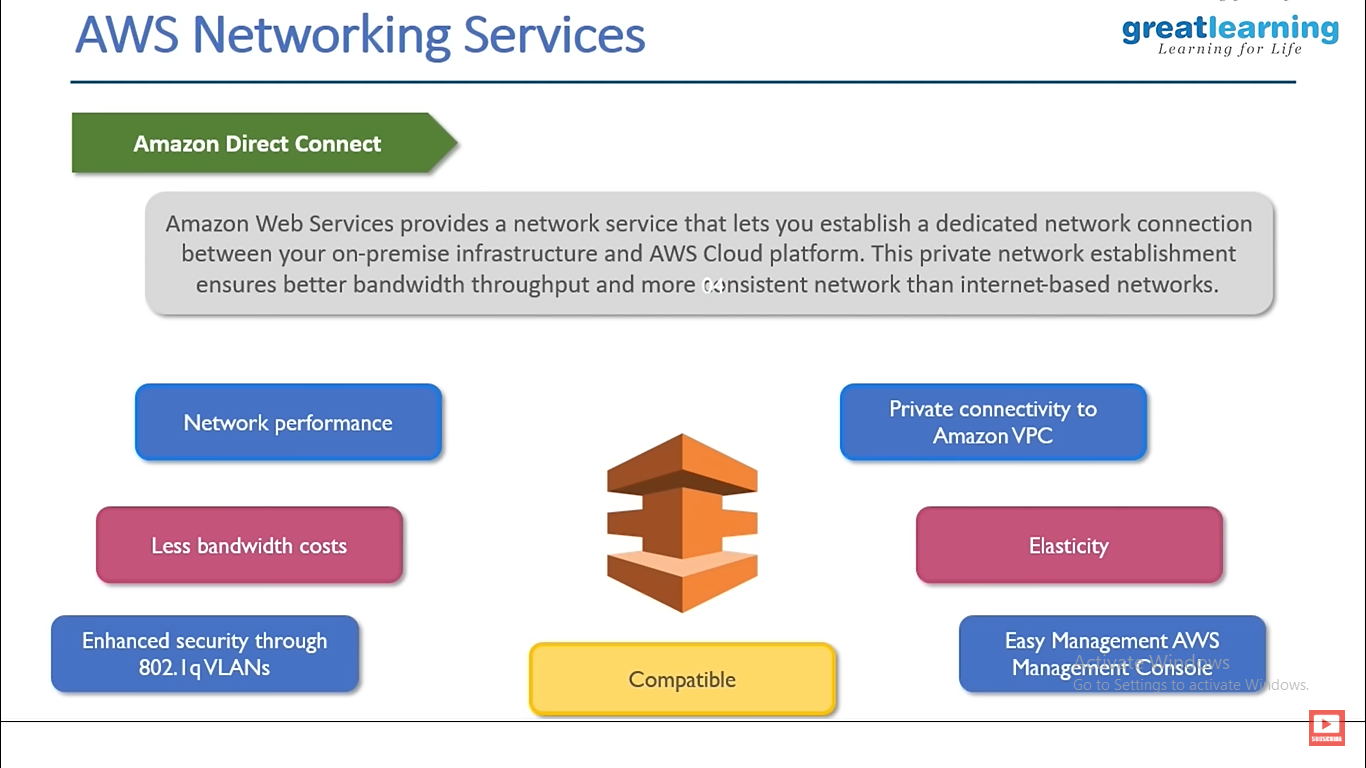 AWS Networking Services
greatlearning
Learning for Life
Amazon Direct Connect
Amazon Web Services provides a network service that lets you establish a dedicated network connection
between your on-premise infrastructure and AWS Cloud platform. This private network establishment
ensures better bandwidth throughput and more consistent network than internet-based networks.
04
Network performance
Private connectivity to
Amazon VPC
Less bandwidth costs
Elasticity
Enhanced security through
802.1q VLANs
Compatible
Easy Management AWS
Management Console
Activate Windows
Go to Settings to activate Windows.
SUBSCRIBE